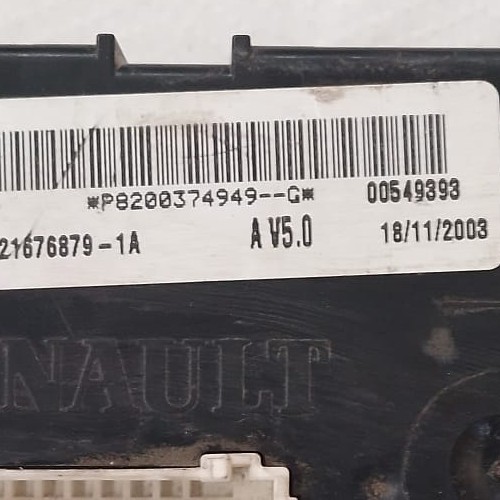 *P8200374949--G* 00549393
21676879-1A A V5.0 18/11/2003
NAULT